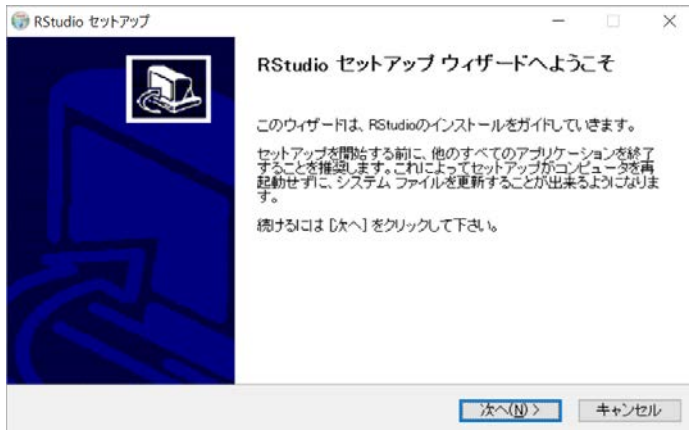 RStudio セットアップ
RStudio セットアップ ウィザードへようこそ
このウィザードは、RStudioのインストールをガイドしていきます。
セットアップを開始する前に、他のすべてのアプリケーションを終了
することを推奨します。これによってセットアップがコンピュータを再
起動せずに、システム ファイルを更新することが出来るようになりま
す。
続けるには [次へ] をクリックして下さい。
次へ(N) >
キャンセル